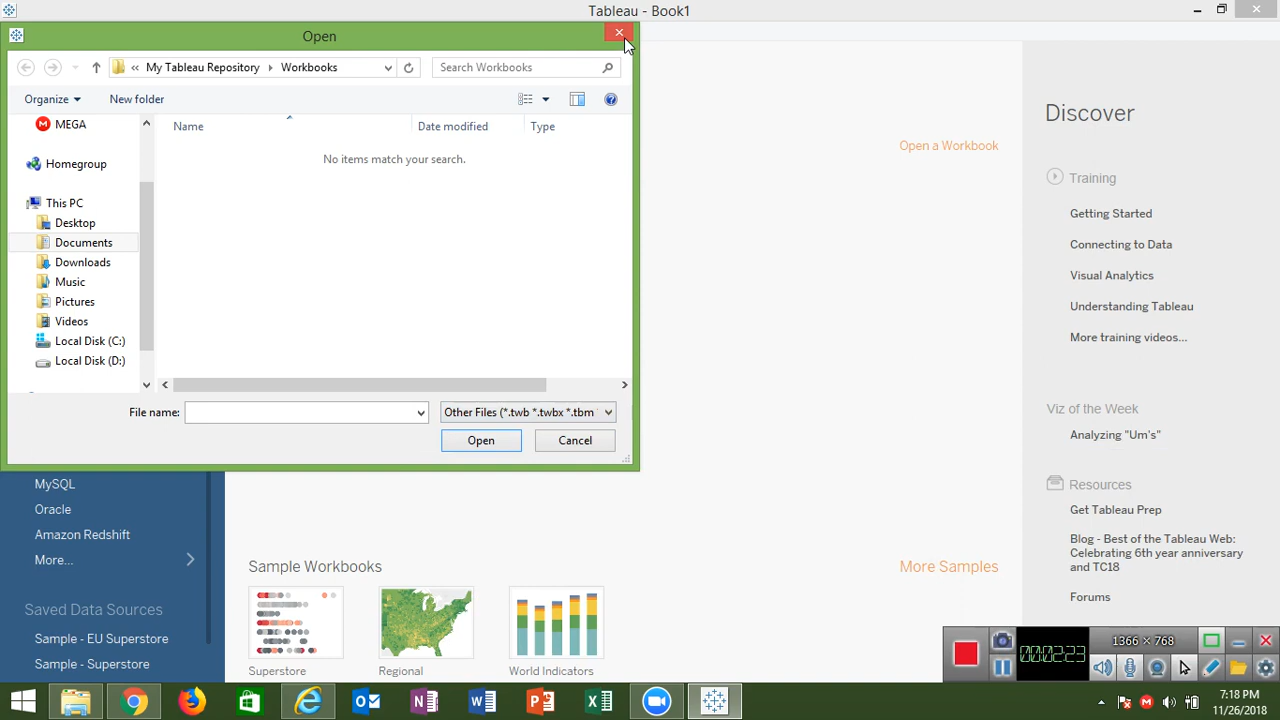 Tableau - Book1
Open
« My Tableau Repository Workbooks
Search Workbooks
Organize
New folder
Name
Date modified
Type
No items match your search.
MEGA
Homegroup
This PC
Desktop
Documents
Downloads
Music
Pictures
Videos
Local Disk (C:)
Local Disk (D:)
File name:
Other Files (*.twb *.twbx *.tbm
Open
Cancel
Open a Workbook
Discover
Training
Getting Started
Connecting to Data
Visual Analytics
Understanding Tableau
More training videos...
Viz of the Week
Analyzing "Um's"
Resources
Get Tableau Prep
Blog - Best of the Tableau Web:
Celebrating 6th year anniversary
and TC18
Forums
MySQL
Oracle
Amazon Redshift
More...
Saved Data Sources
Sample - EU Superstore
Sample - Superstore
Sample Workbooks
More Samples
Superstore
Regional
World Indicators
00:02:23
1366 × 768
7:18 PM
11/26/2018